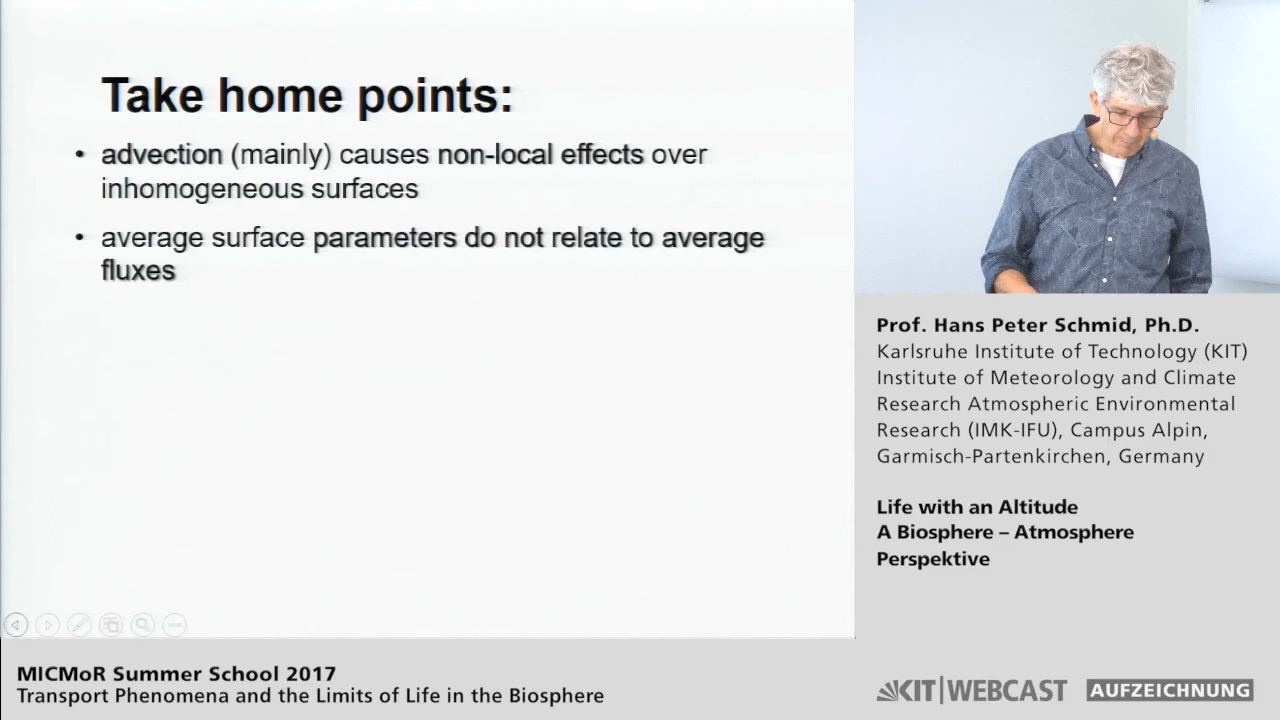 Take home points:
• advection (mainly) causes non-local effects over
inhomogeneous surfaces
• average surface parameters do not relate to average
fluxes
Prof. Hans Peter Schmid, Ph.D.
Karlsruhe Institute of Technology (KIT)
Institute of Meteorology and Climate
Research Atmospheric Environmental
Research (IMK-IFU), Campus Alpin,
Garmisch-Partenkirchen, Germany
Life with an Altitude
A Biosphere – Atmosphere
Perspektive
MICMoR Summer School 2017
Transport Phenomena and the Limits of Life in the Biosphere
KIT|WEBCAST
AUFZEICHNUNG